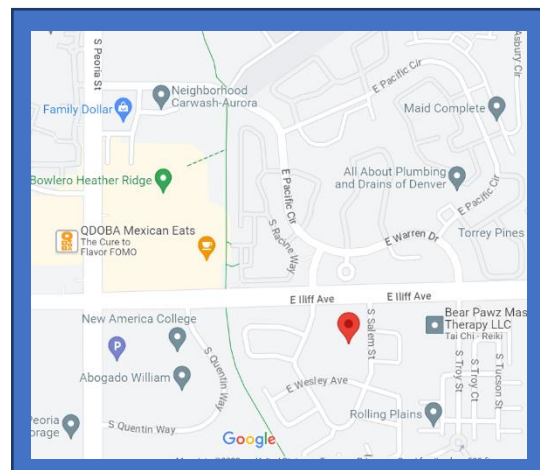 S Peoria St
Neighborhood
Carwash-Aurora
Family Dollar
E Pacific Cir
Asbury Cir
Maid Complete
Bowlero Heather Ridge
E Pacific Cir
All About Plumbing
and Drains of Denver
E Pacific Cir
QDOBA Mexican Eats
The Cure to
Flavor FOMO
S Racine Way
E Warren Dr
Torrey Pines
E Iliff Ave
E Iliff Ave
New America College
S Salem St
Bear Pawz Mas
Therapy LLC
Tai Chi - Reiki
P
Abogado William
S Quentin Way
E Wesley Ave
S Troy St
S Troy Ct
S Tucson St
Peoria
orage
S Quentin Way
Rolling Plains
Google